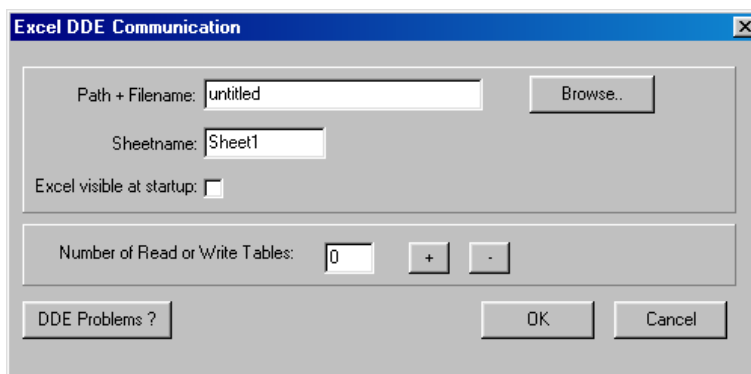 Excel DDE Communication
Path + Filename: untitled Browse..
Sheetname: Sheet1
Excel visible at startup:
Number of Read or Write Tables: 0 + -
DDE Problems ? OK Cancel